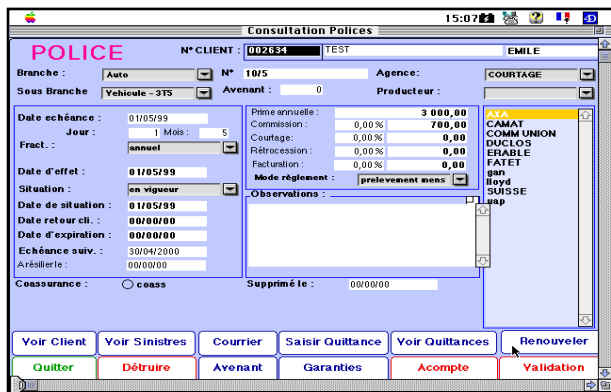 15:07
Consultation Polices
POLICE N° CLIENT : 002634 TEST EMILE
Branche : Auto N° 10/5 Agence: COURTAGE
Sous Branche Vehicule - 3T5 Avenant : 0 Producteur :
Date echéance : 01/05/99
Jour : 1 Mois : 5
Fract. : annuel
Date d'effet : 01/05/99
Situation : en vigueur
Date de situation : 01/05/99
Date retour cli. : 00/00/00
Date d'expiration : 00/00/00
Echéance suiv. : 30/04/2000
A résilier le : 00/00/00
Prime annuelle : 3 000,00
Commission : 0,00% 700,00
Courtage: 0,00% 0,00
Rétrocession : 0,00% 0,00
Facturation : 0,00% 0,00
Mode règlement : prelevement mens
Observations :
AXA
CAMAT
COMM UNION
DUCLOS
ERABLE
FATET
gan
lloyd
SUISSE
uap
Coassurance : coass Supprimé le : 00/00/00
Voir Client Voir Sinistres Courrier Saisir Quittance Voir Quittances Renouveler
Quitter Détruire Avenant Garanties Acompte Validation